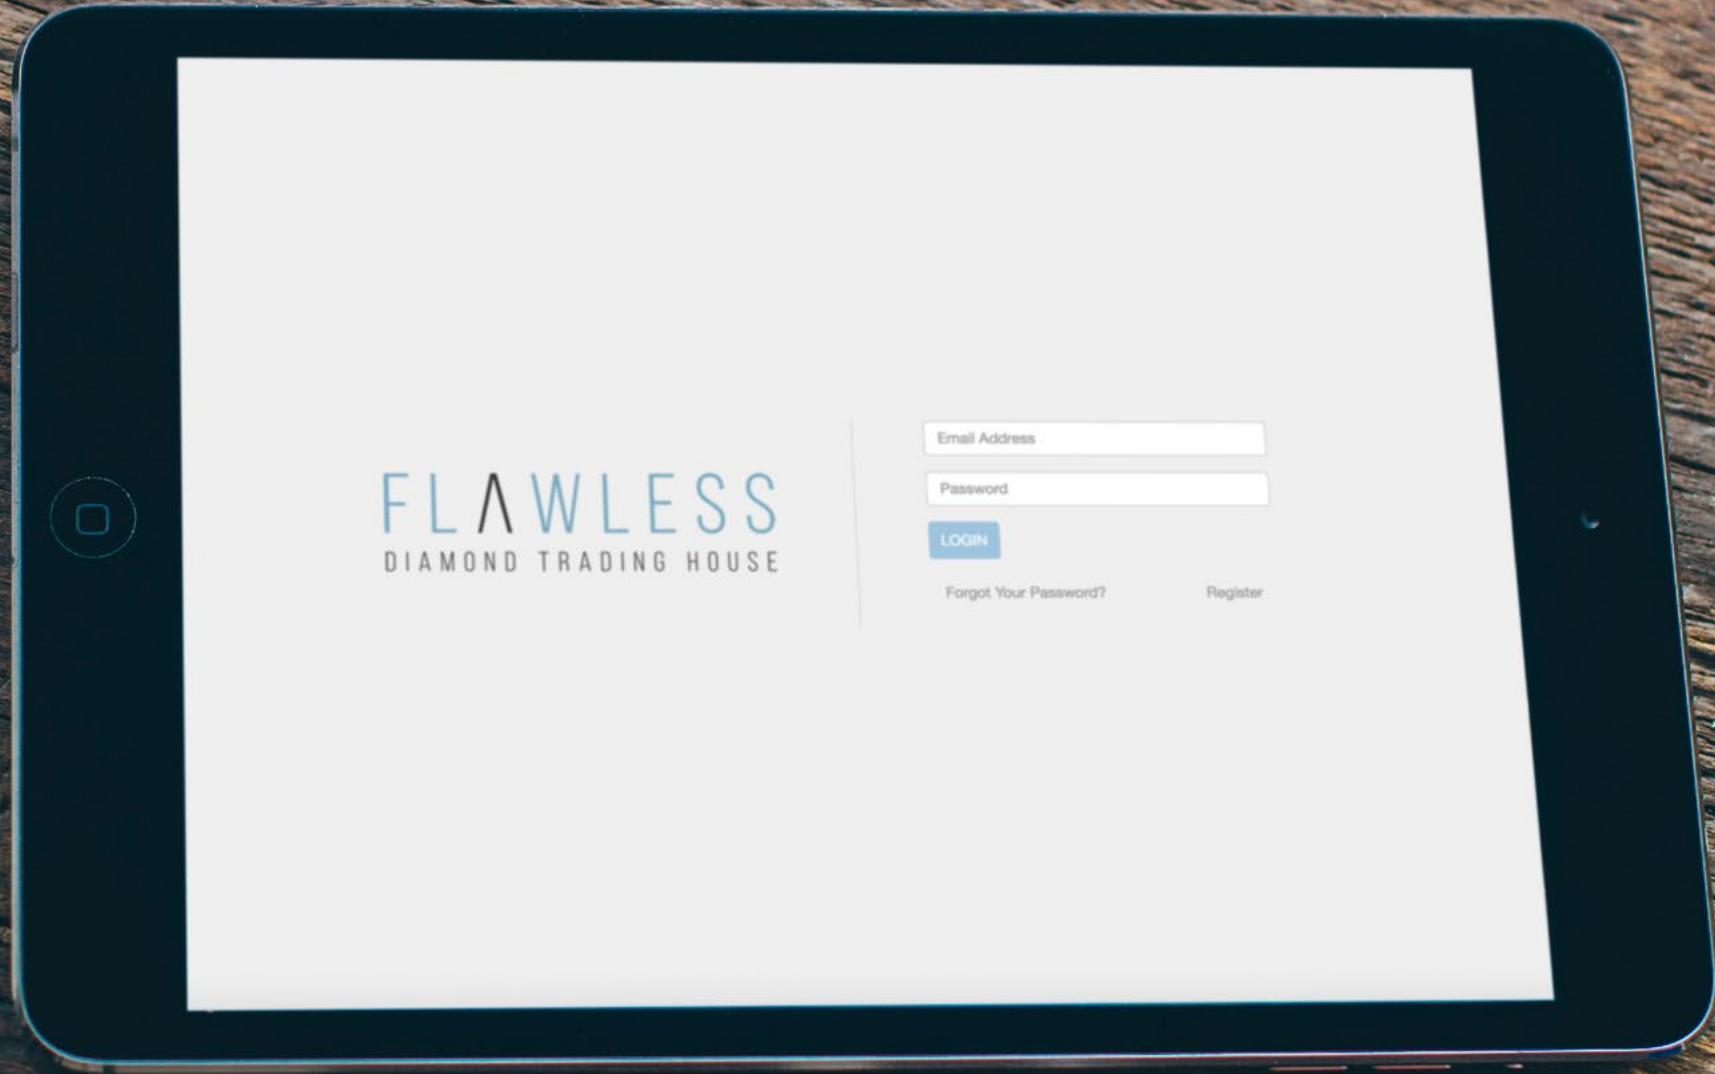 FLAWLESS
DIAMOND TRADING HOUSE
Email Address
Password
LOGIN
Forgot Your Password? Register